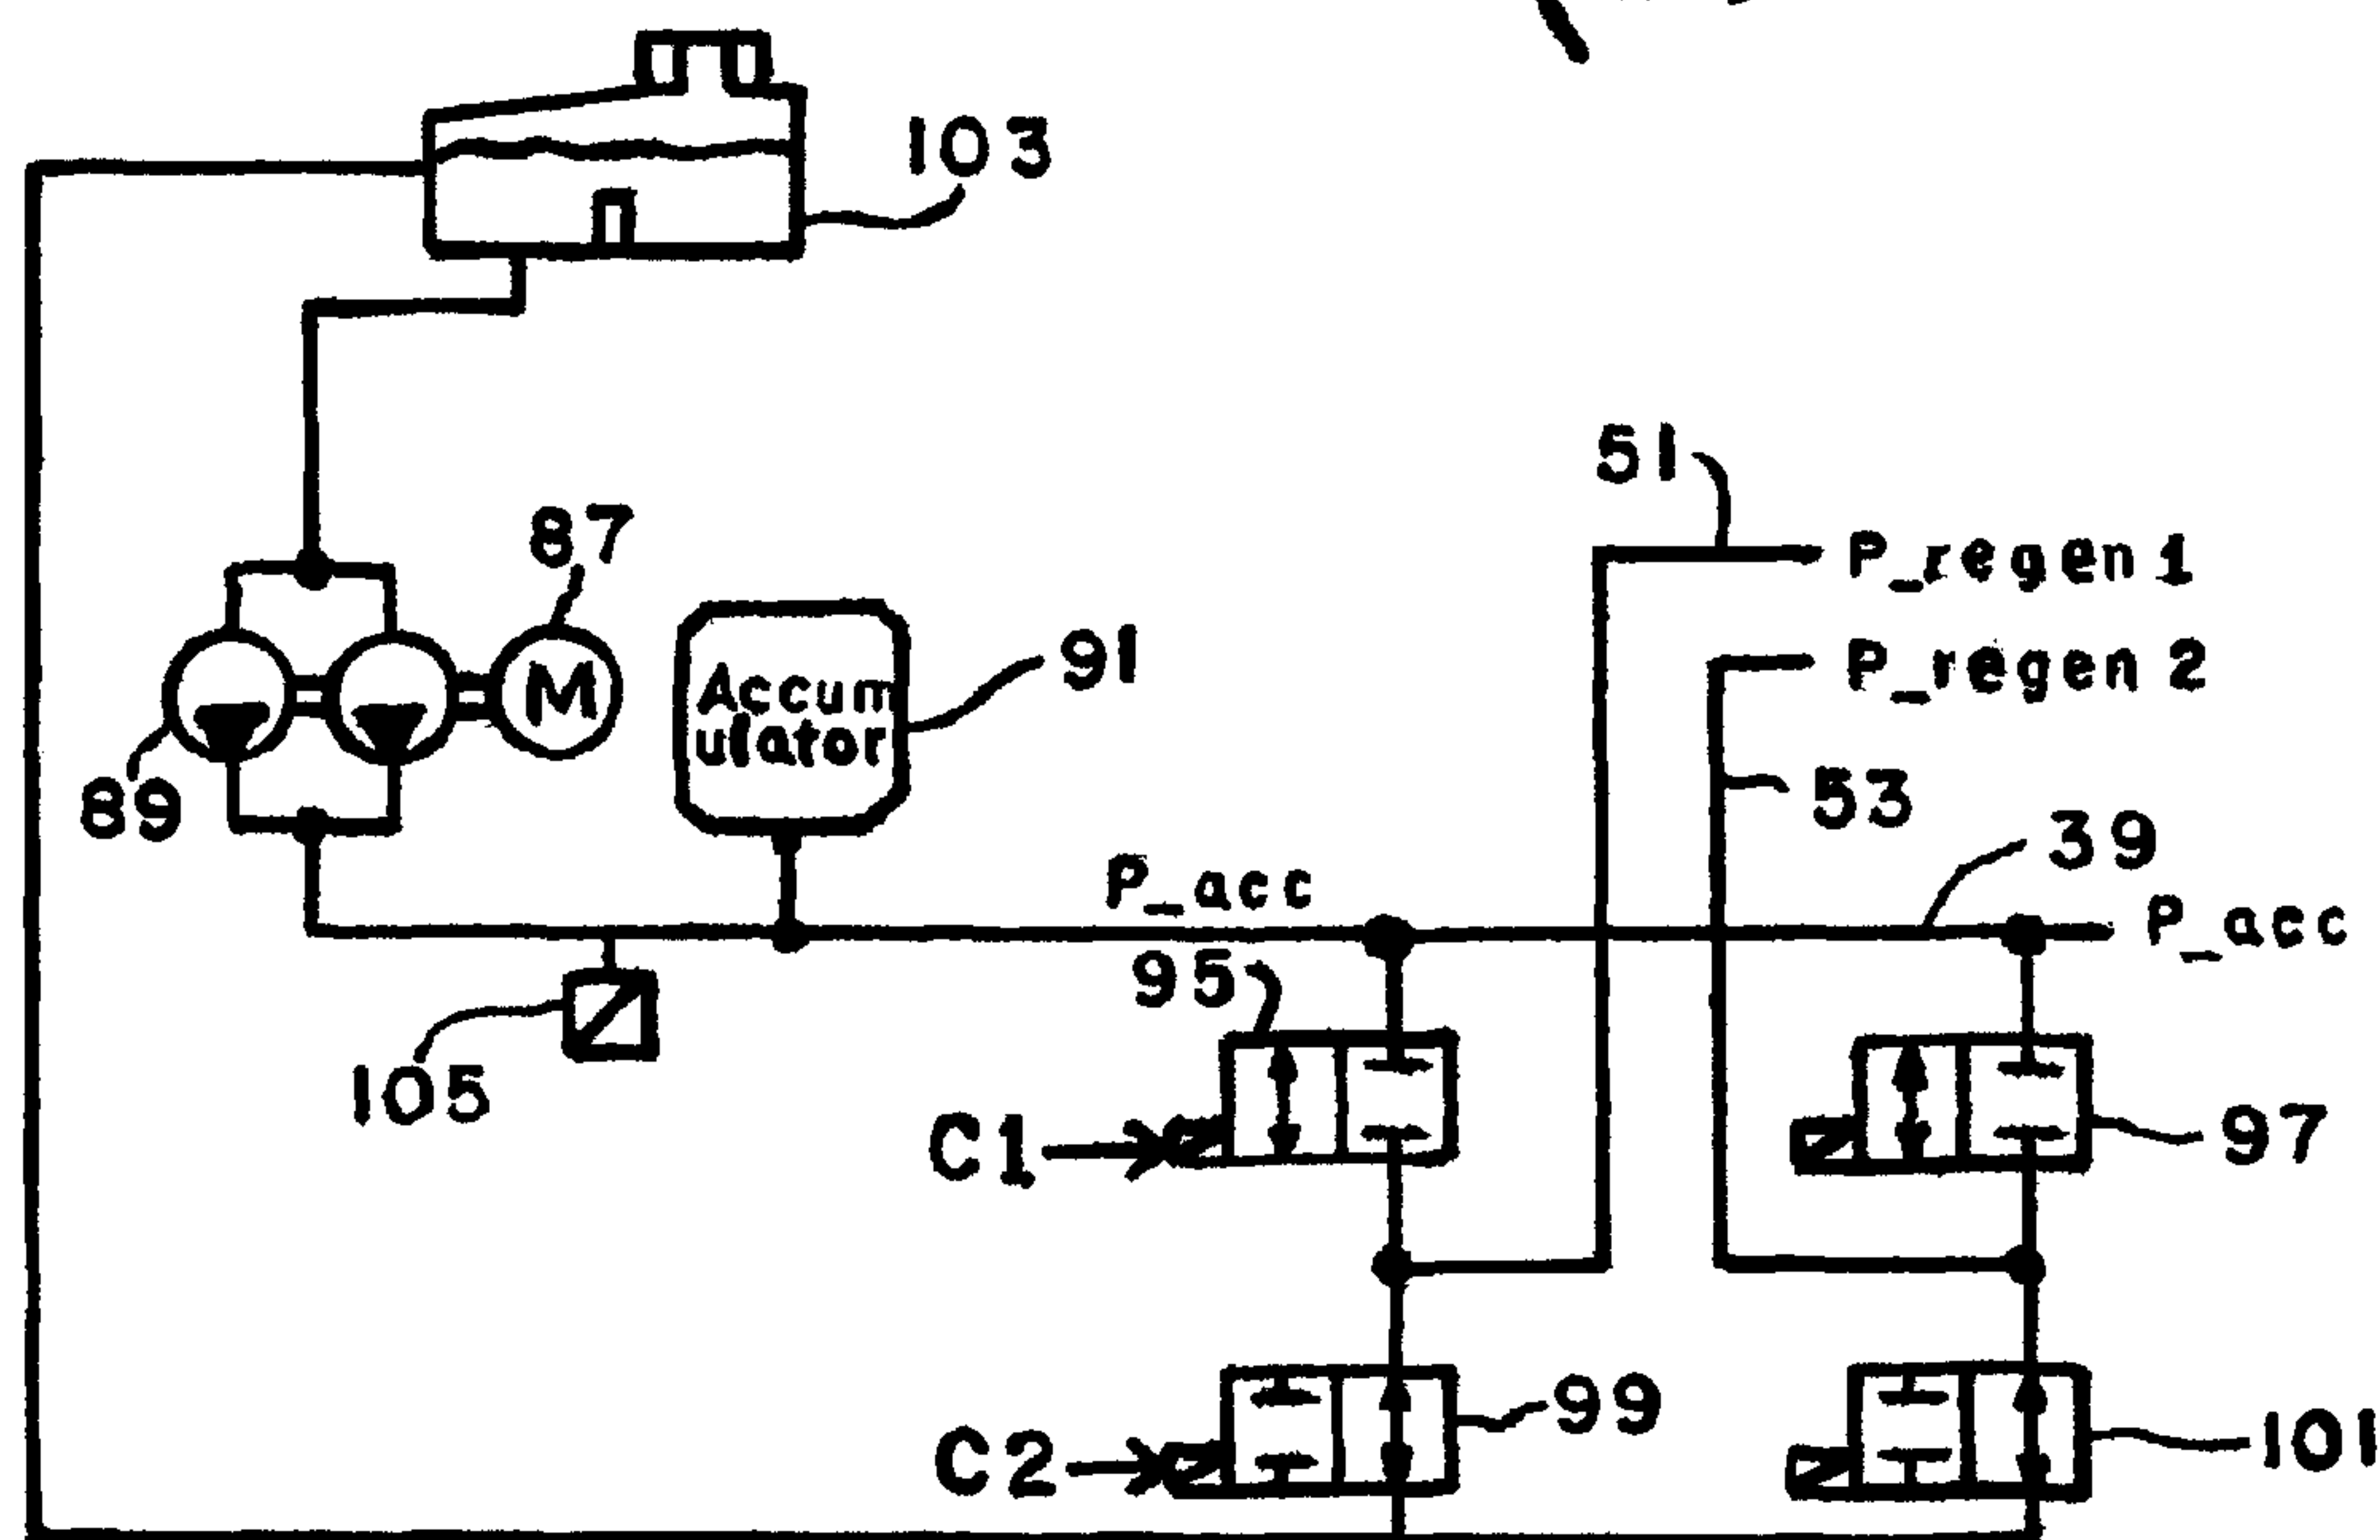 103
51
87
P_regen 1
91
P_regen 2
M
Accum
ulator
89
53
39
P_acc
P_acc
95
105
C1
97
99
C2
101